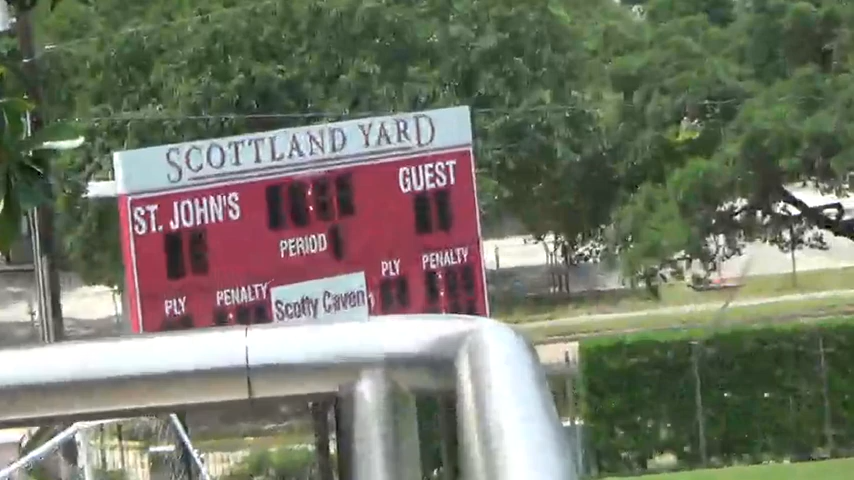 SCOTTLAND YARD
ST. JOHN'S
GUEST
PERIOD
PLY PENALTY
PLY PENALTY
Scotty Caven